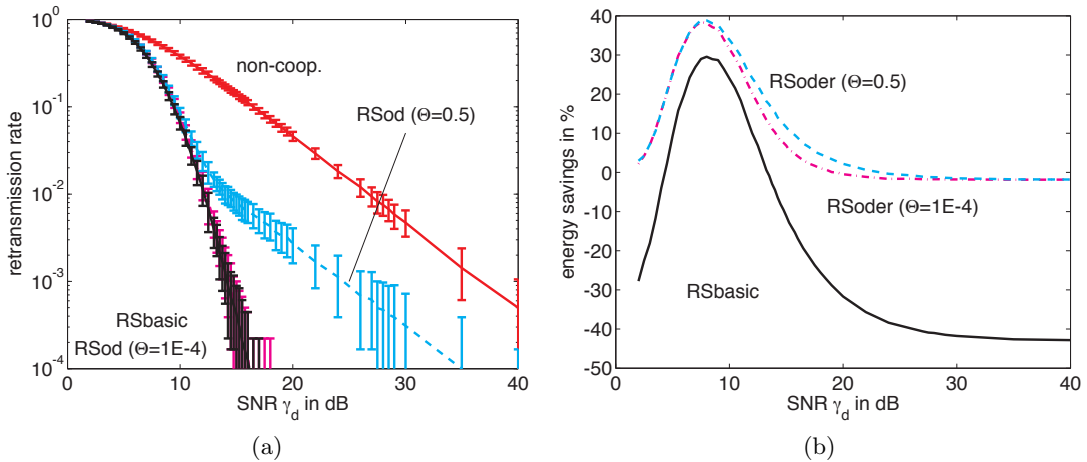 10^0
10^-1
10^-2
10^-3
10^-4
retransmission rate
non-coop.
RSod (Θ=0.5)
RSbasic
RSod (Θ=1E-4)
0 10 20 30 40
SNR γ_d in dB
(a)
40
30
20
10
0
-10
-20
-30
-40
-50
energy savings in %
RSoder (Θ=0.5)
RSoder (Θ=1E-4)
RSbasic
0 10 20 30 40
SNR γ_d in dB
(b)